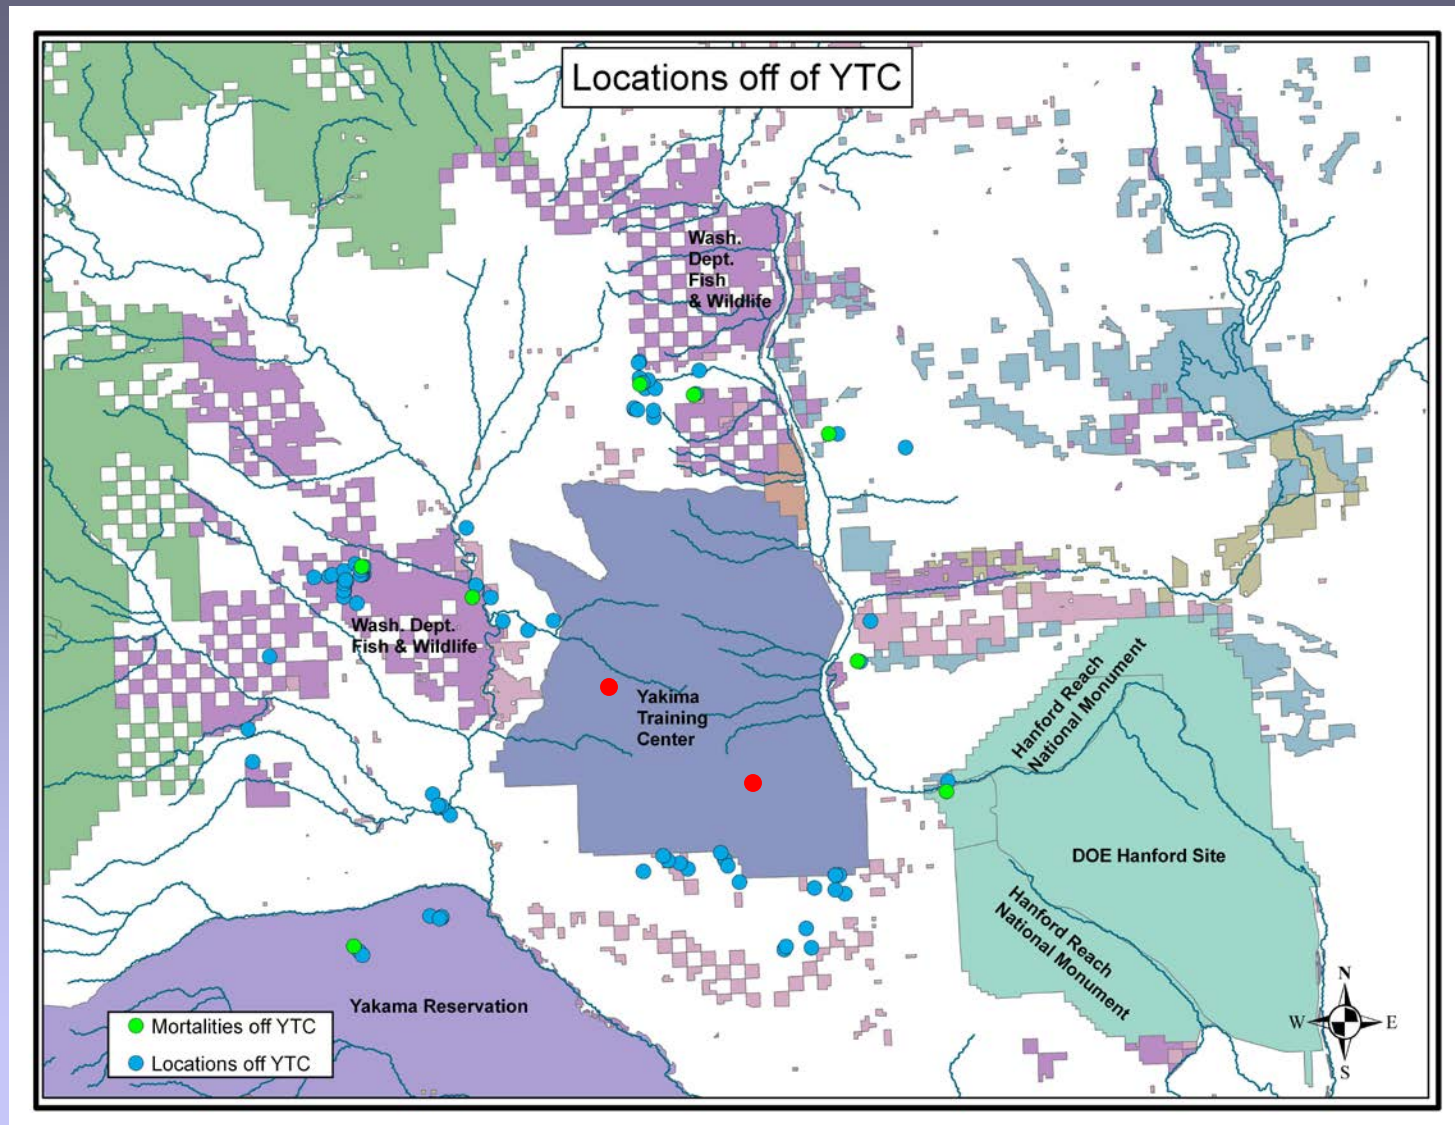 Locations off of YTC
Wash.
Dept.
Fish
& Wildlife
Wash. Dept.
Fish & Wildlife
Yakima
Training
Center
Hanford Reach
National Monument
DOE Hanford Site
Hanford Reach
National Monument
Yakama Reservation
Mortalities off YTC
Locations off YTC
N
W
E
S